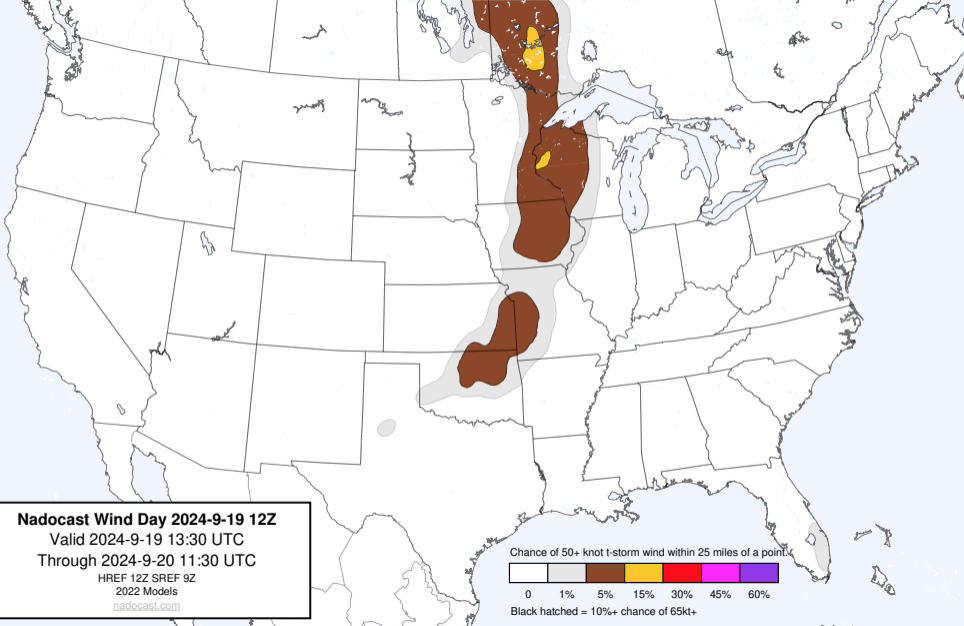 Nadocast Wind Day 2024-9-19 12Z
Valid 2024-9-19 13:30 UTC
Through 2024-9-20 11:30 UTC
HREF 12Z SREF 9Z
2022 Models
nadocast.com
Chance of 50+ knot t-storm wind within 25 miles of a point.
0 1% 5% 15% 30% 45% 60%
Black hatched = 10%+ chance of 65kt+